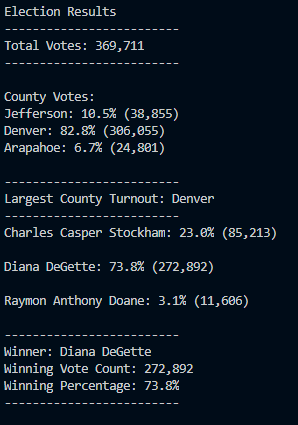 Election Results
-------------------------
Total Votes: 369,711
-------------------------
County Votes:
Jefferson: 10.5% (38,855)
Denver: 82.8% (306,055)
Arapahoe: 6.7% (24,801)
-------------------------
Largest County Turnout: Denver
-------------------------
Charles Casper Stockham: 23.0% (85,213)
Diana DeGette: 73.8% (272,892)
Raymon Anthony Doane: 3.1% (11,606)
-------------------------
Winner: Diana DeGette
Winning Vote Count: 272,892
Winning Percentage: 73.8%
-------------------------